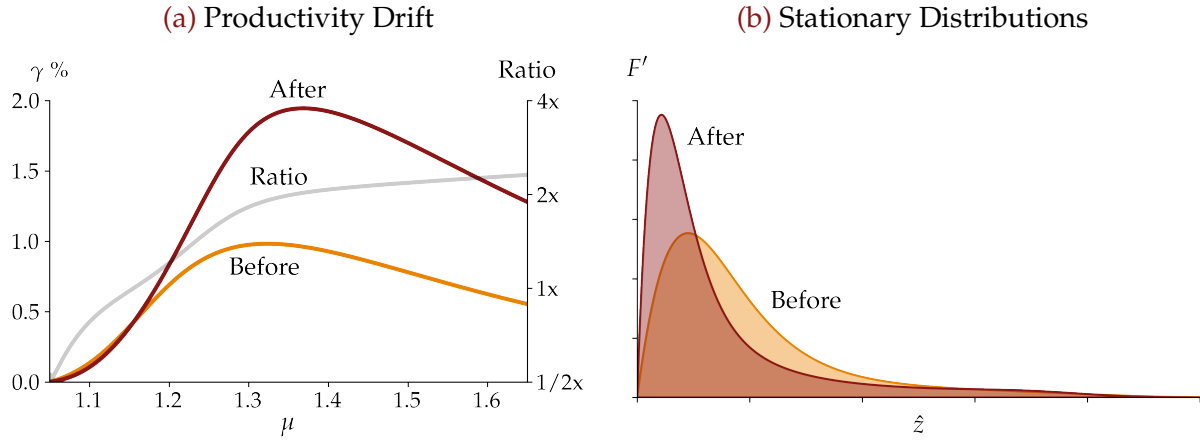 (a) Productivity Drift
γ %
Ratio
2.0
1.5
1.0
0.5
0.0
4x
2x
1x
1/2x
After
Ratio
Before
1.1 1.2 1.3 1.4 1.5 1.6
μ
(b) Stationary Distributions
F′
After
Before
ẑ